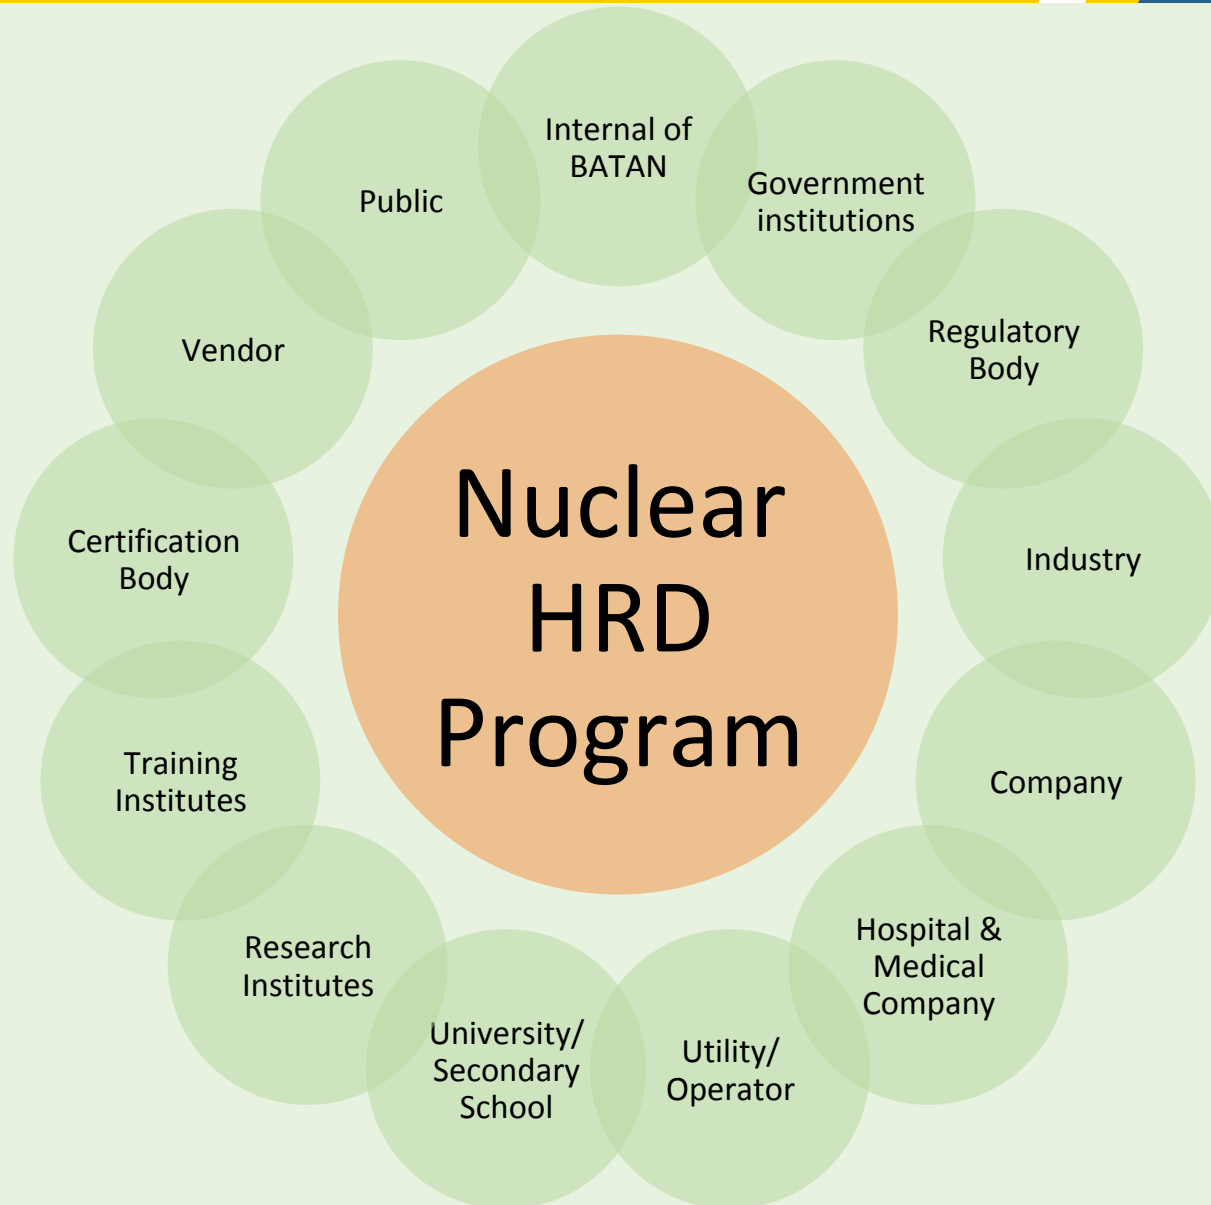 Internal of
BATAN
Government
institutions
Regulatory
Body
Industry
Company
Hospital &
Medical
Company
Utility/
Operator
University/
Secondary
School
Research
Institutes
Training
Institutes
Certification
Body
Vendor
Public
Nuclear
HRD
Program